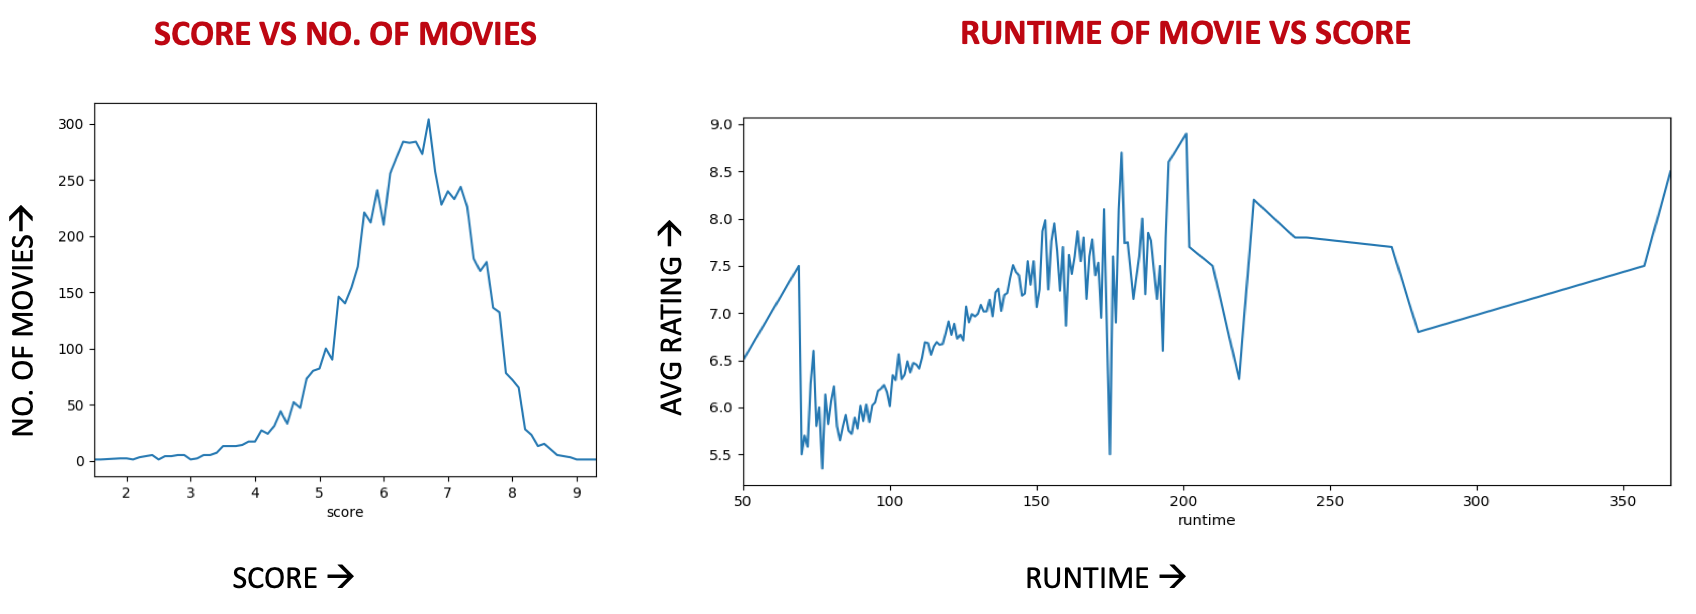 SCORE VS NO. OF MOVIES
NO. OF MOVIES→
300
250
200
150
100
50
0
2 3 4 5 6 7 8 9
score
SCORE →
RUNTIME OF MOVIE VS SCORE
AVG RATING →
9.0
8.5
8.0
7.5
7.0
6.5
6.0
5.5
50 100 150 200 250 300 350
runtime
RUNTIME →